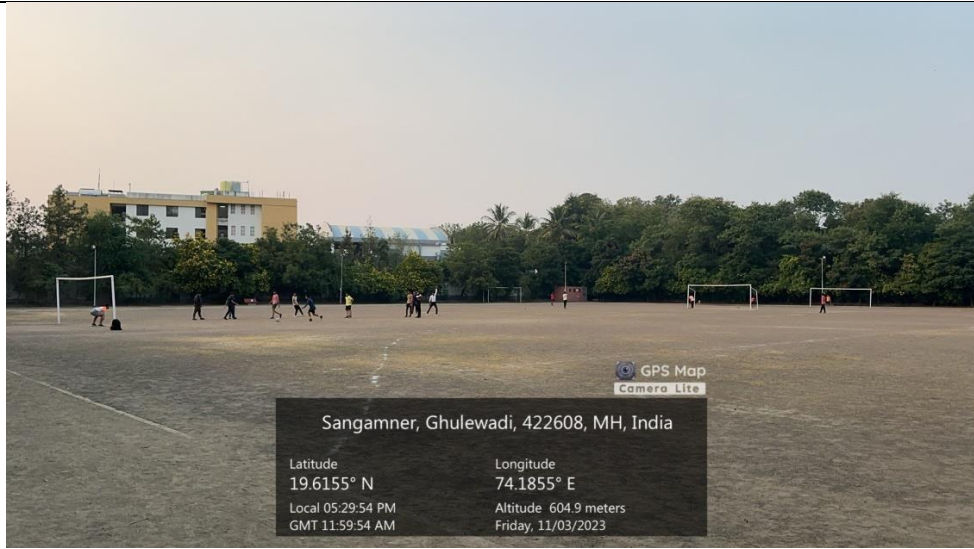 GPS Map
Camera Lite
Sangamner, Ghulewadi, 422608, MH, India
Latitude
19.6155° N
Longitude
74.1855° E
Local 05:29:54 PM
GMT 11:59:54 AM
Altitude 604.9 meters
Friday, 11/03/2023